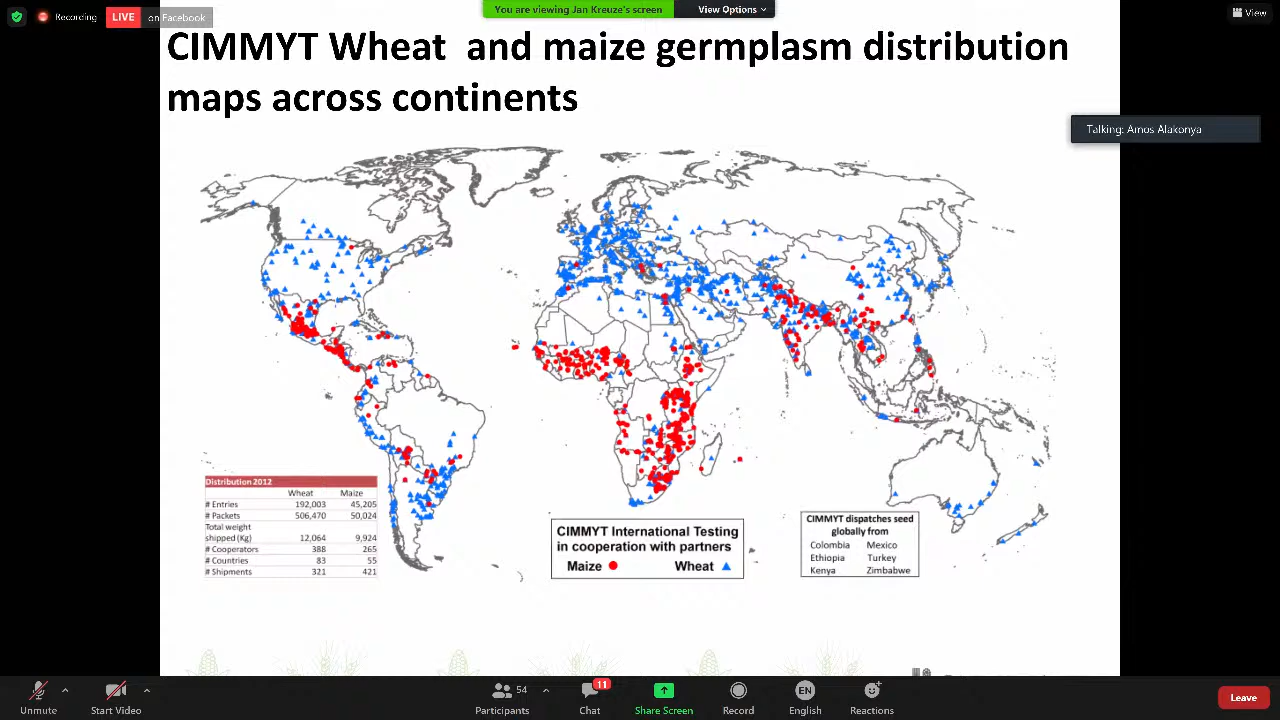 Recording
LIVE on Facebook
You are viewing Jan Kreuze's screen
View Options
View
CIMMYT Wheat and maize germplasm distribution
maps across continents
Talking: Amos Alakonya
Distribution 2012
Wheat Maize
# Entries 192,003 45,205
# Packets 506,470 50,024
Total weight
shipped (Kg) 12,064 9,924
# Cooperators 388 265
# Countries 83 55
# Shipments 321 421
CIMMYT International Testing
in cooperation with partners
Maize Wheat
CIMMYT dispatches seed
globally from
Colombia Mexico
Ethiopia Turkey
Kenya Zimbabwe
Unmute
Start Video
54
Participants
11
Chat
Share Screen
Record
EN
English
Reactions
Leave